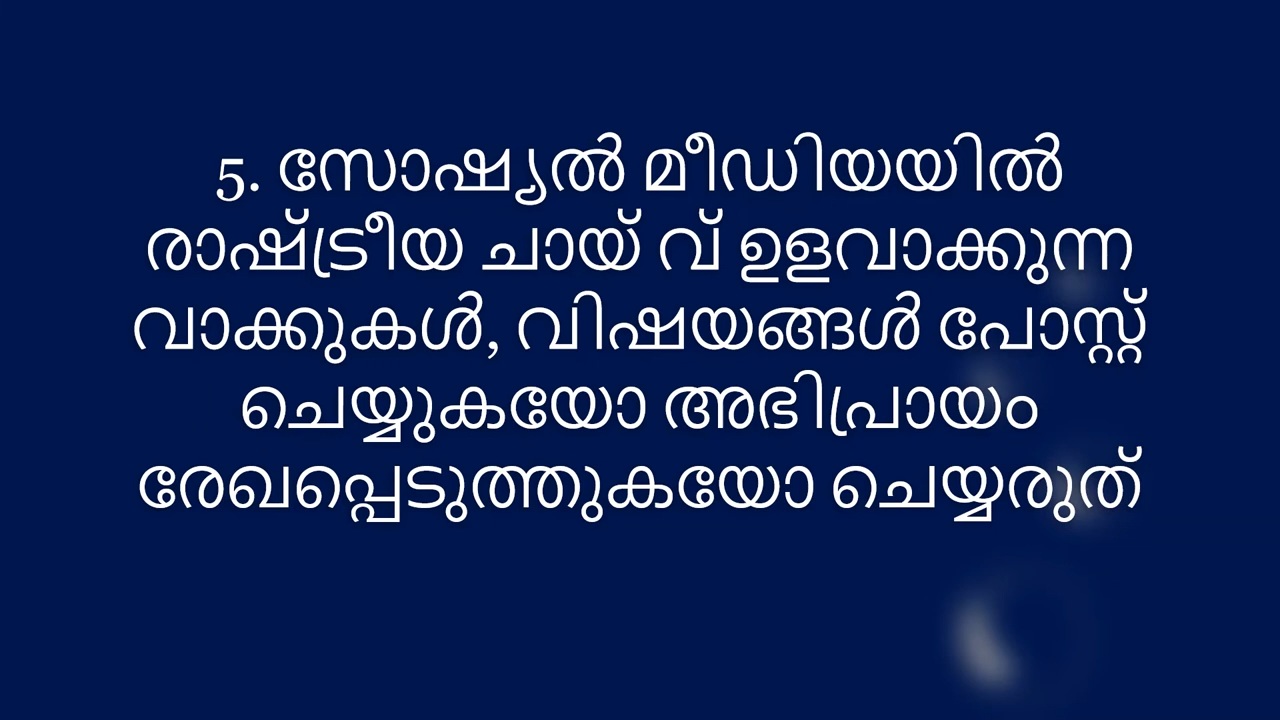 5. സോഷ്യൽ മീഡിയയിൽ
രാഷ്ട്രീയ ചായ് വ് ഉളവാക്കുന്ന
വാക്കുകൾ, വിഷയങ്ങൾ പോസ്റ്റ്
ചെയ്യുകയോ അഭിപ്രായം
രേഖപ്പെടുത്തുകയോ ചെയ്യരുത്